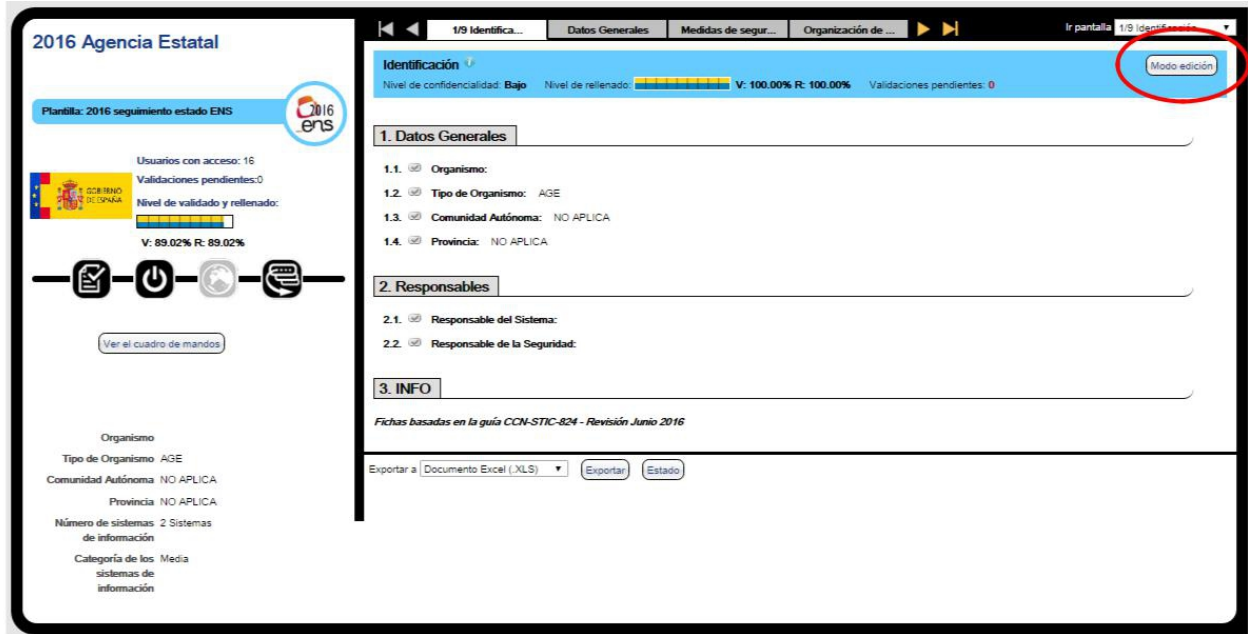 2016 Agencia Estatal
Plantilla: 2016 seguimiento estado ENS
2016
ens
Usuarios con acceso: 16
Validaciones pendientes:0
GOBIERNO
DE ESPAÑA
Nivel de validado y rellenado:
V: 89.02% R: 89.02%
Ver el cuadro de mandos
Organismo
Tipo de Organismo AGE
Comunidad Autónoma NO APLICA
Provincia NO APLICA
Número de sistemas 2 Sistemas
de información
Categoría de los Media
sistemas de
información
1/9 Identifica... Datos Generales Medidas de segur... Organización de ... Ir pantalla 1/9 Identificación
Identificación
Modo edición
Nivel de confidencialidad: Bajo Nivel de rellenado: V: 100.00% R: 100.00% Validaciones pendientes: 0
1. Datos Generales
1.1. Organismo:
1.2. Tipo de Organismo: AGE
1.3. Comunidad Autónoma: NO APLICA
1.4. Provincia: NO APLICA
2. Responsables
2.1. Responsable del Sistema:
2.2. Responsable de la Seguridad:
3. INFO
Fichas basadas en la guía CCN-STIC-824 - Revisión Junio 2016
Exportar a Documento Excel (.XLS) Exportar Estado